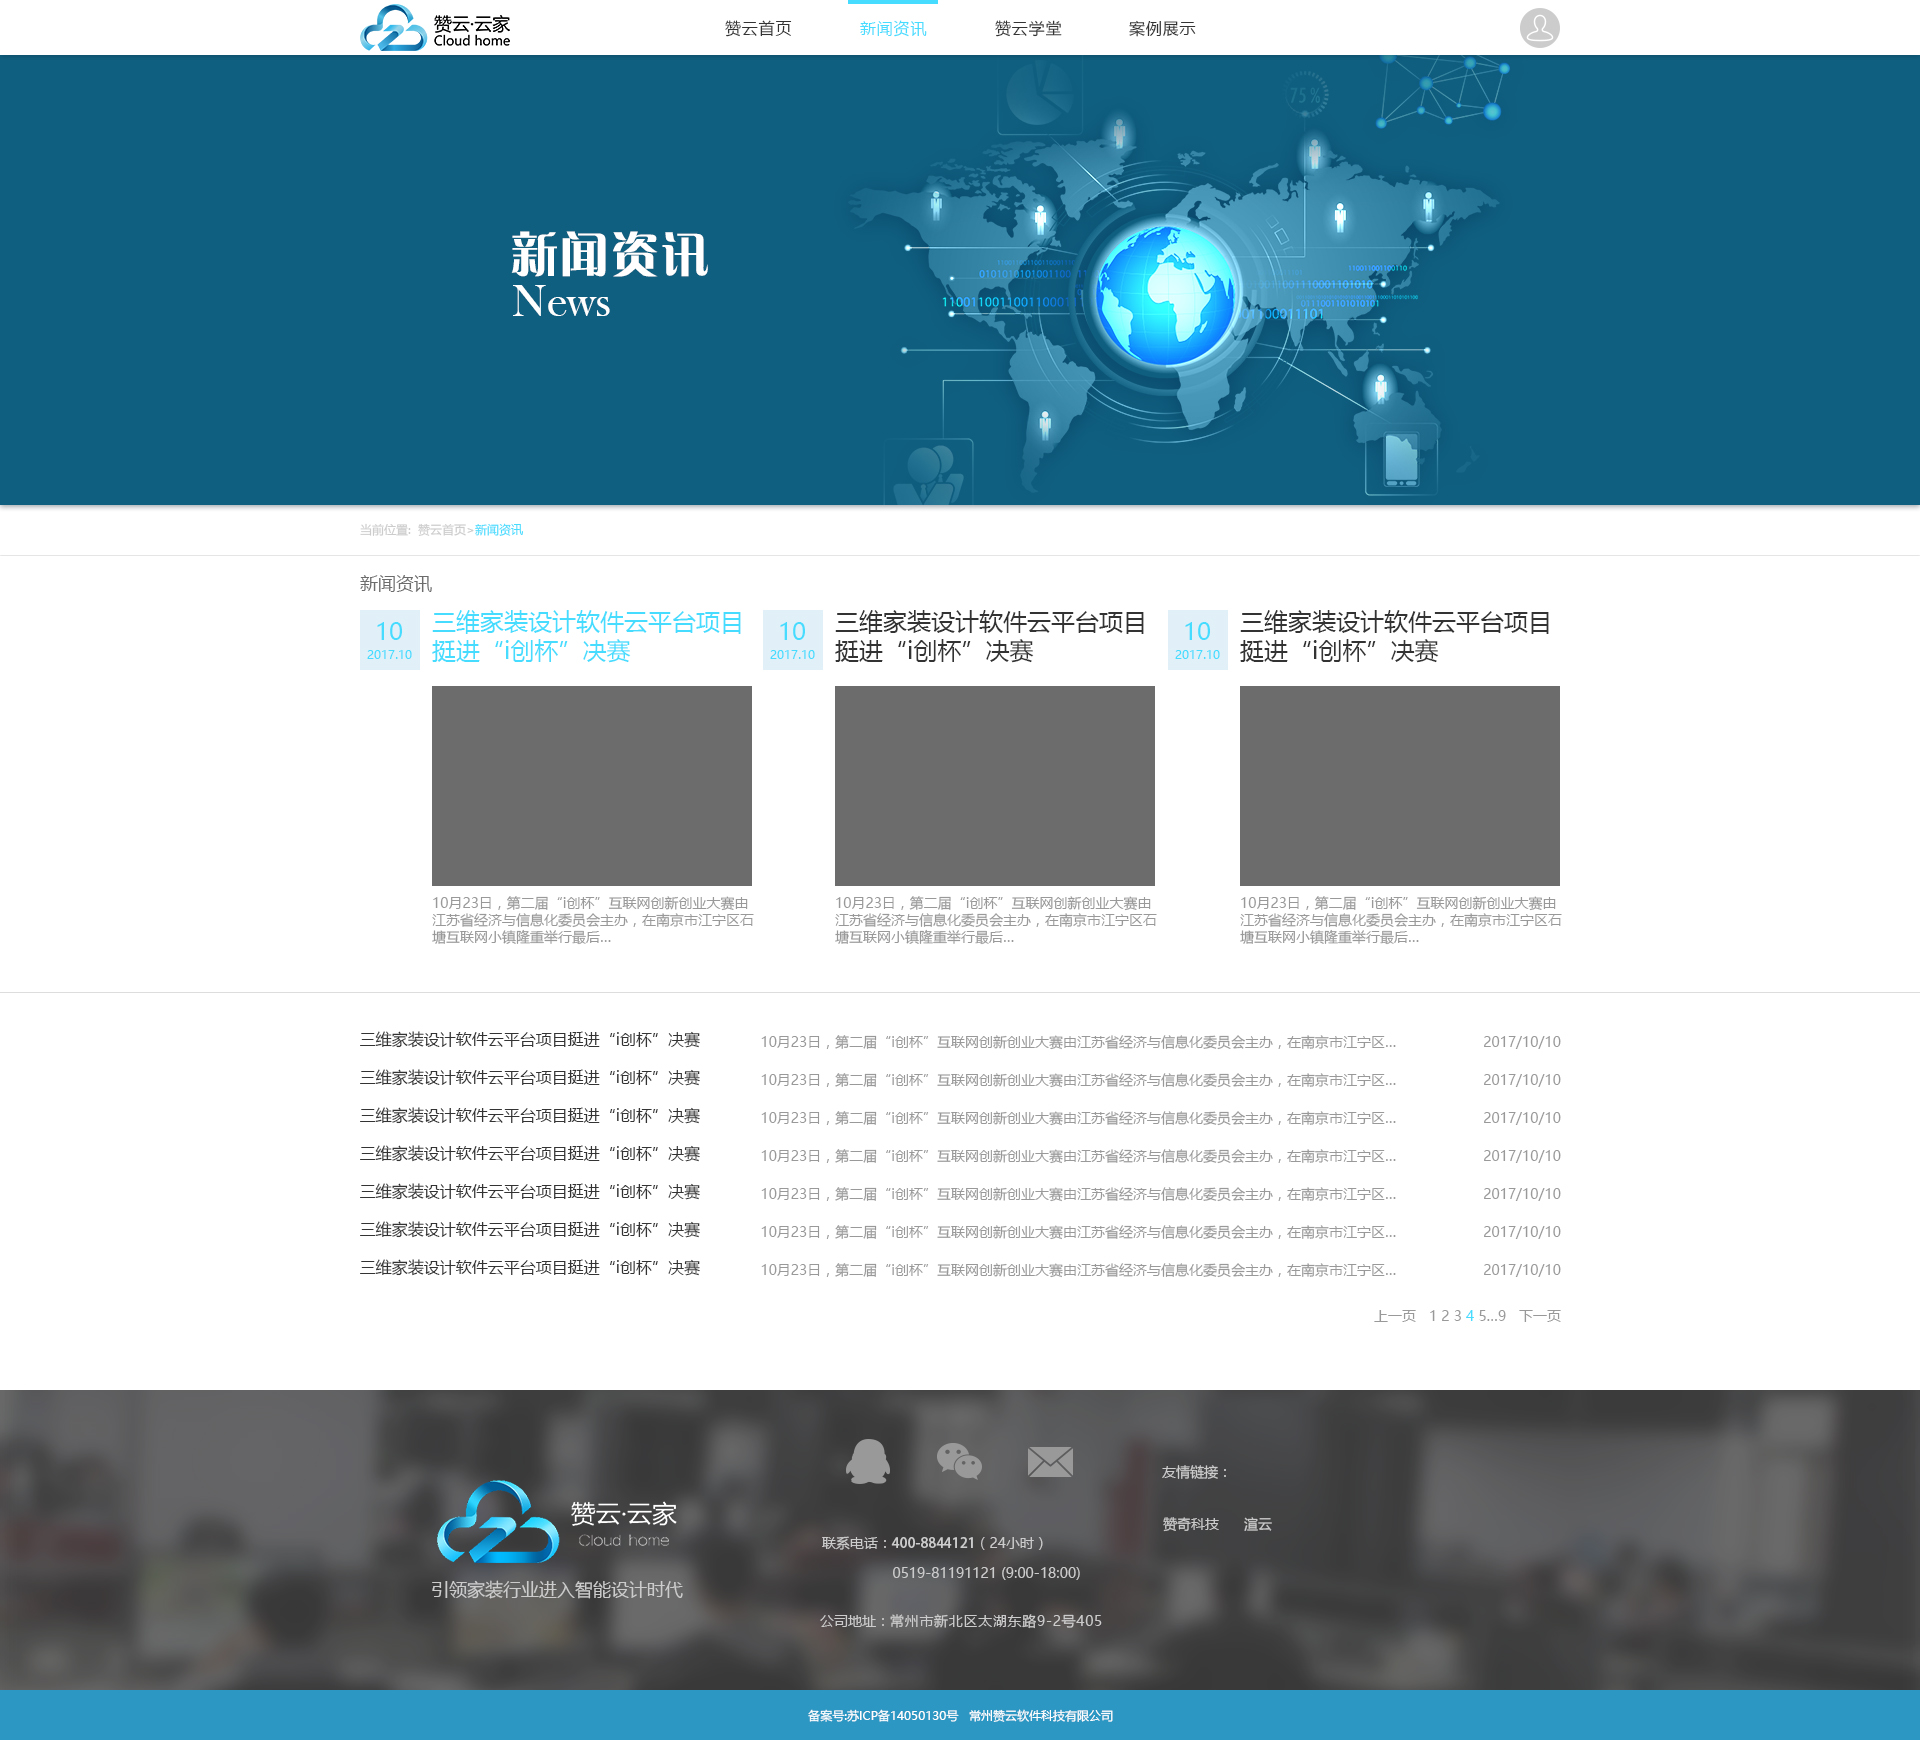 赞云·云家
Cloud home
赞云首页 新闻资讯 赞云学堂 案例展示
75%
新闻资讯
News
当前位置: 赞云首页>新闻资讯
新闻资讯
10
2017.10
三维家装设计软件云平台项目
挺进“i创杯”决赛
10月23日，第二届“i创杯”互联网创新创业大赛由
江苏省经济与信息化委员会主办，在南京市江宁区石
塘互联网小镇隆重举行最后...
10
2017.10
三维家装设计软件云平台项目
挺进“i创杯”决赛
10月23日，第二届“i创杯”互联网创新创业大赛由
江苏省经济与信息化委员会主办，在南京市江宁区石
塘互联网小镇隆重举行最后...
10
2017.10
三维家装设计软件云平台项目
挺进“i创杯”决赛
10月23日，第二届“i创杯”互联网创新创业大赛由
江苏省经济与信息化委员会主办，在南京市江宁区石
塘互联网小镇隆重举行最后...
三维家装设计软件云平台项目挺进“i创杯”决赛 10月23日，第二届“i创杯”互联网创新创业大赛由江苏省经济与信息化委员会主办，在南京市江宁区... 2017/10/10
三维家装设计软件云平台项目挺进“i创杯”决赛 10月23日，第二届“i创杯”互联网创新创业大赛由江苏省经济与信息化委员会主办，在南京市江宁区... 2017/10/10
三维家装设计软件云平台项目挺进“i创杯”决赛 10月23日，第二届“i创杯”互联网创新创业大赛由江苏省经济与信息化委员会主办，在南京市江宁区... 2017/10/10
三维家装设计软件云平台项目挺进“i创杯”决赛 10月23日，第二届“i创杯”互联网创新创业大赛由江苏省经济与信息化委员会主办，在南京市江宁区... 2017/10/10
三维家装设计软件云平台项目挺进“i创杯”决赛 10月23日，第二届“i创杯”互联网创新创业大赛由江苏省经济与信息化委员会主办，在南京市江宁区... 2017/10/10
三维家装设计软件云平台项目挺进“i创杯”决赛 10月23日，第二届“i创杯”互联网创新创业大赛由江苏省经济与信息化委员会主办，在南京市江宁区... 2017/10/10
三维家装设计软件云平台项目挺进“i创杯”决赛 10月23日，第二届“i创杯”互联网创新创业大赛由江苏省经济与信息化委员会主办，在南京市江宁区... 2017/10/10
上一页 1 2 3 4 5...9 下一页
赞云·云家
Cloud home
引领家装行业进入智能设计时代
联系电话：400-8844121（24小时）
0519-81191121 (9:00-18:00)
公司地址：常州市新北区太湖东路9-2号405
友情链接：
赞奇科技 渲云
备案号:苏ICP备14050130号 常州赞云软件科技有限公司